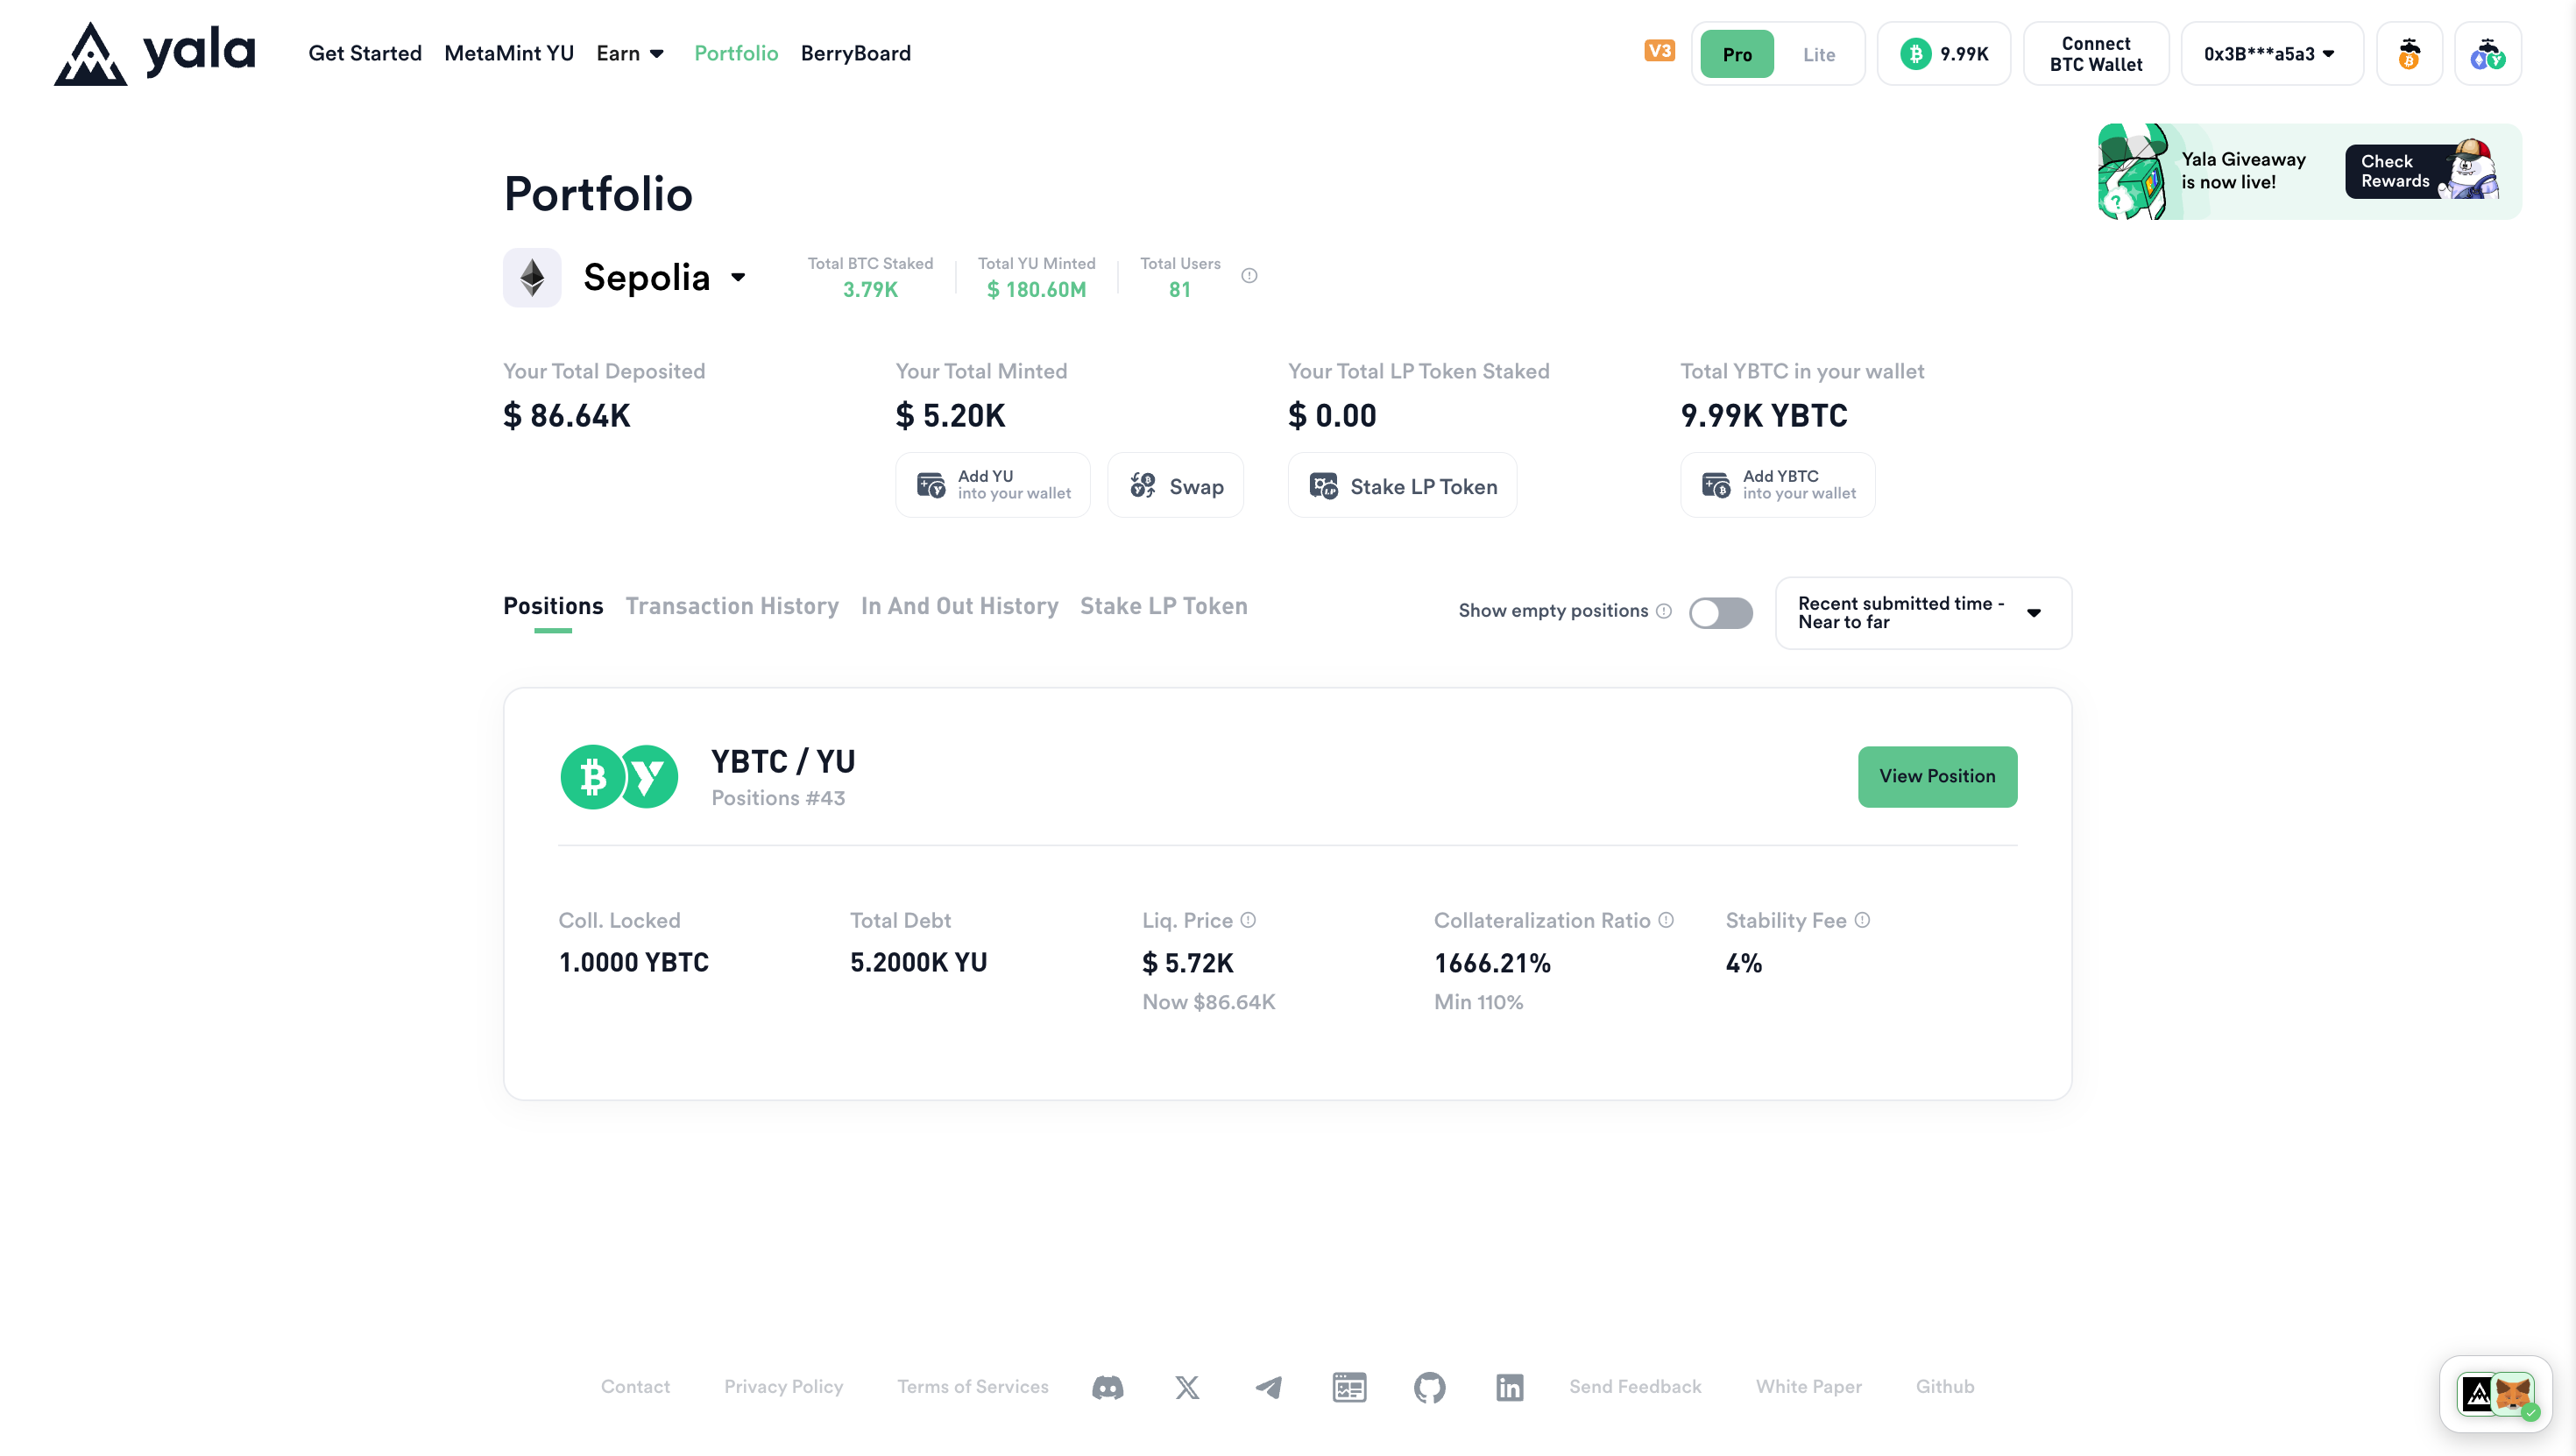 yala
Get Started
MetaMint YU
Earn
Portfolio
BerryBoard
V3
Pro
Lite
9.99K
Connect
BTC Wallet
0x3B***a5a3
Yala Giveaway
is now live!
Check
Rewards
Portfolio
Sepolia
Total BTC Staked
3.79K
Total YU Minted
$ 180.60M
Total Users
81
Your Total Deposited
$ 86.64K
Your Total Minted
$ 5.20K
Add YU
into your wallet
Swap
Your Total LP Token Staked
$ 0.00
Stake LP Token
Total YBTC in your wallet
9.99K YBTC
Add YBTC
into your wallet
Positions
Transaction History
In And Out History
Stake LP Token
Show empty positions
Recent submitted time -
Near to far
YBTC / YU
Positions #43
View Position
Coll. Locked
1.0000 YBTC
Total Debt
5.2000K YU
Liq. Price
$ 5.72K
Now $86.64K
Collateralization Ratio
1666.21%
Min 110%
Stability Fee
4%
Contact
Privacy Policy
Terms of Services
Send Feedback
White Paper
Github